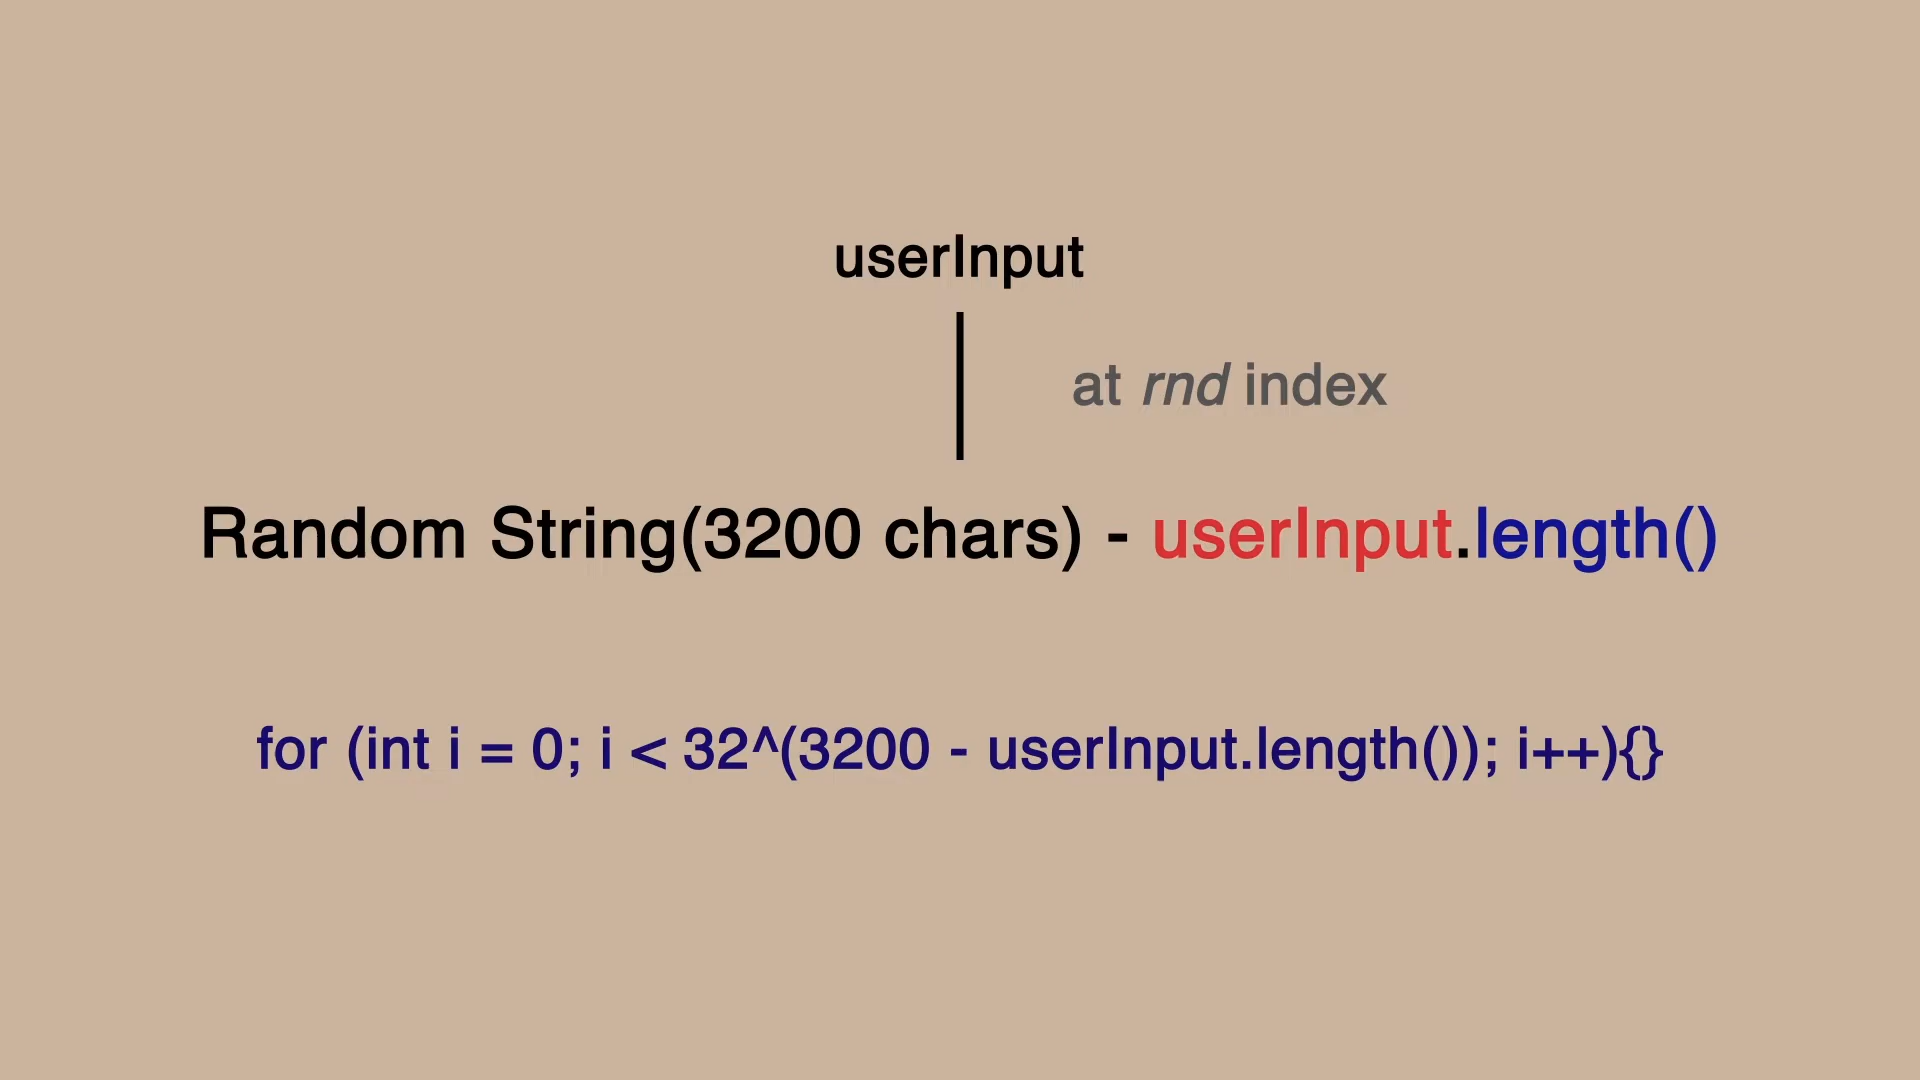 userInput
at rnd index
Random String(3200 chars) - userInput.length()
for (int i = 0; i < 32^(3200 - userInput.length()); i++){}